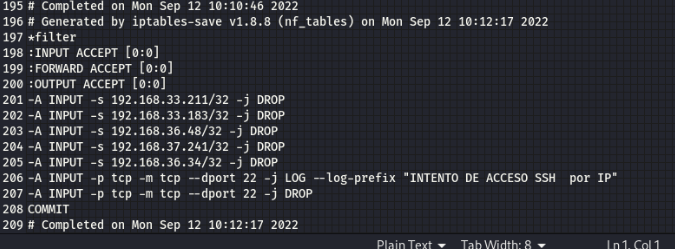 195 # Completed on Mon Sep 12 10:10:46 2022
196 # Generated by iptables-save v1.8.8 (nf_tables) on Mon Sep 12 10:12:17 2022
197 *filter
198 :INPUT ACCEPT [0:0]
199 :FORWARD ACCEPT [0:0]
200 :OUTPUT ACCEPT [0:0]
201 -A INPUT -s 192.168.33.211/32 -j DROP
202 -A INPUT -s 192.168.33.183/32 -j DROP
203 -A INPUT -s 192.168.36.48/32 -j DROP
204 -A INPUT -s 192.168.37.241/32 -j DROP
205 -A INPUT -s 192.168.36.34/32 -j DROP
206 -A INPUT -p tcp -m tcp --dport 22 -j LOG --log-prefix "INTENTO DE ACCESO SSH  por IP"
207 -A INPUT -p tcp -m tcp --dport 22 -j DROP
208 COMMIT
209 # Completed on Mon Sep 12 10:12:17 2022
Plain Text Tab Width: 8 Ln 1, Col 1